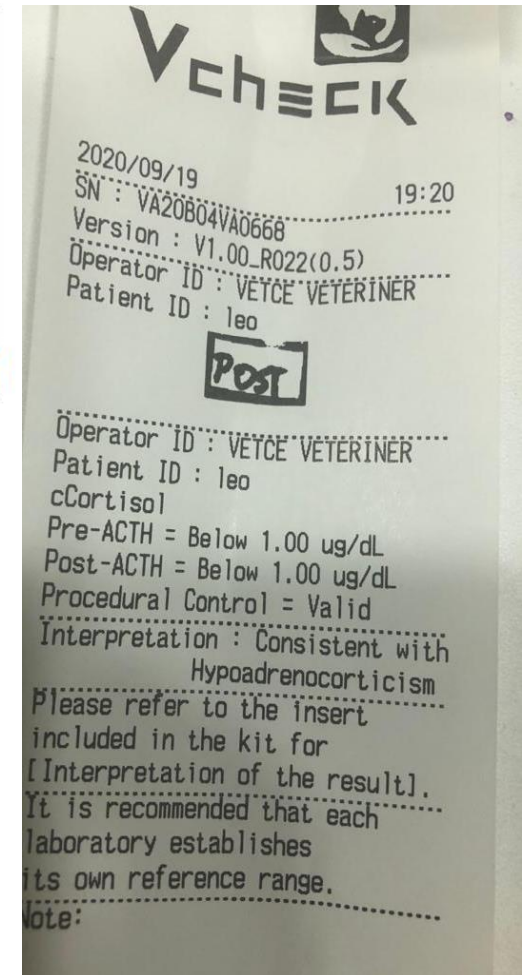 VchECK
2020/09/19 19:20
SN : VA20B04VA0668
Version : V1.00_R022(0.5)
Operator ID : VETCE VETERINER
Patient ID : leo
POST
Operator ID : VETCE VETERINER
Patient ID : leo
cCortisol
Pre-ACTH = Below 1.00 ug/dL
Post-ACTH = Below 1.00 ug/dL
Procedural Control = Valid
Interpretation : Consistent with
Hypoadrenocorticism
Please refer to the insert
included in the kit for
[Interpretation of the result].
It is recommended that each
laboratory establishes
its own reference range.
Note: